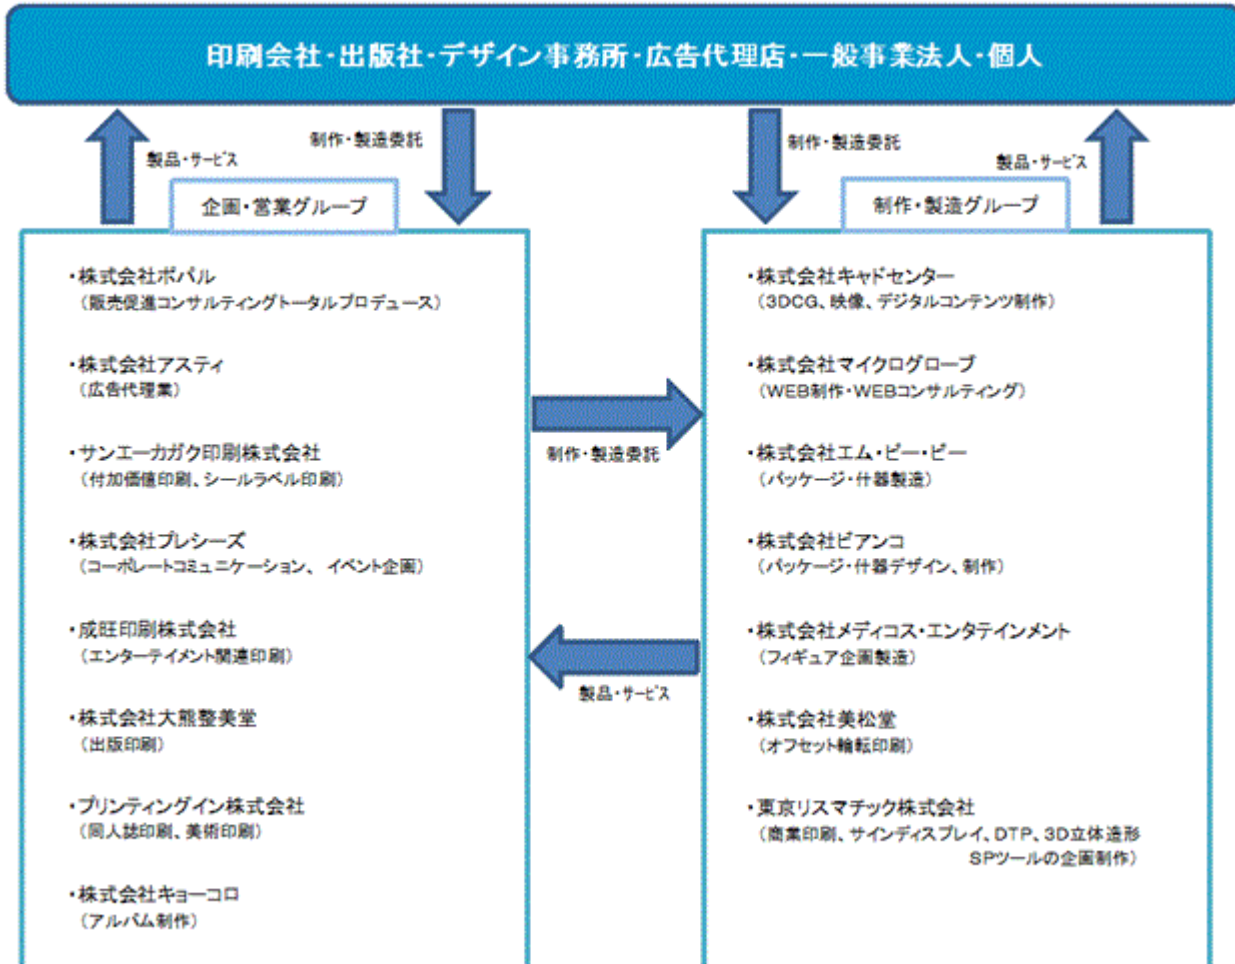 印刷会社・出版社・デザイン事務所・広告代理店・一般事業法人・個人
製品・サービス
制作・製造委託
制作・製造委託
製品・サービス
企画・営業グループ
・株式会社ポパル
（販売促進コンサルティングトータルプロデュース）
・株式会社アスティ
（広告代理業）
・サンエーカガク印刷株式会社
（付加価値印刷、シールラベル印刷）
・株式会社プレシーズ
（コーポレートコミュニケーション、 イベント企画）
・成旺印刷株式会社
（エンターテイメント関連印刷）
・株式会社大熊整美堂
（出版印刷）
・プリンティングイン株式会社
（同人誌印刷、美術印刷）
・株式会社キョーコロ
（アルバム制作）
制作・製造委託
製品・サービス
制作・製造グループ
・株式会社キャドセンター
（3DCG、映像、デジタルコンテンツ制作）
・株式会社マイクログローブ
（WEB制作・WEBコンサルティング）
・株式会社エム・ビー・ビー
（パッケージ・什器製造）
・株式会社ビアンコ
（パッケージ・什器デザイン、制作）
・株式会社メディコス・エンタテインメント
（フィギュア企画製造）
・株式会社美松堂
（オフセット輪転印刷）
・東京リスマチック株式会社
（商業印刷、サインディスプレイ、DTP、3D立体造形
SPツールの企画制作）